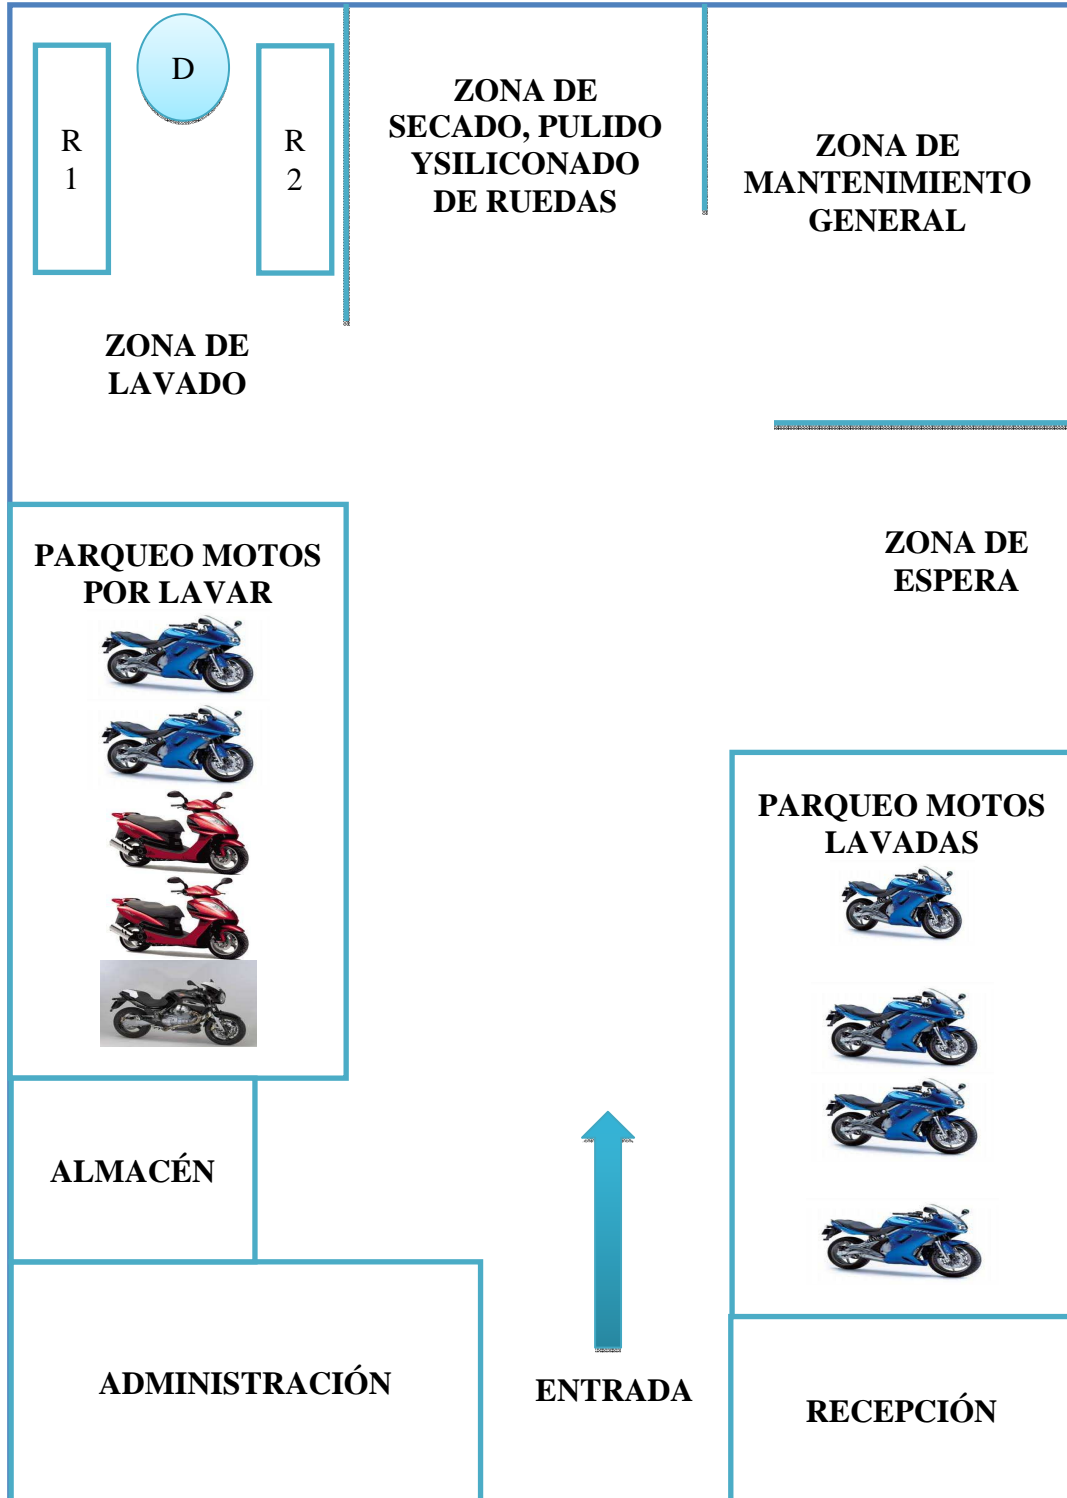 D
R
1
R
2
ZONA DE
SECADO, PULIDO
YSILICONADO
DE RUEDAS
ZONA DE
MANTENIMIENTO
GENERAL
ZONA DE
LAVADO
PARQUEO MOTOS
POR LAVAR
ZONA DE
ESPERA
PARQUEO MOTOS
LAVADAS
ALMACÉN
ADMINISTRACIÓN
ENTRADA
RECEPCIÓN